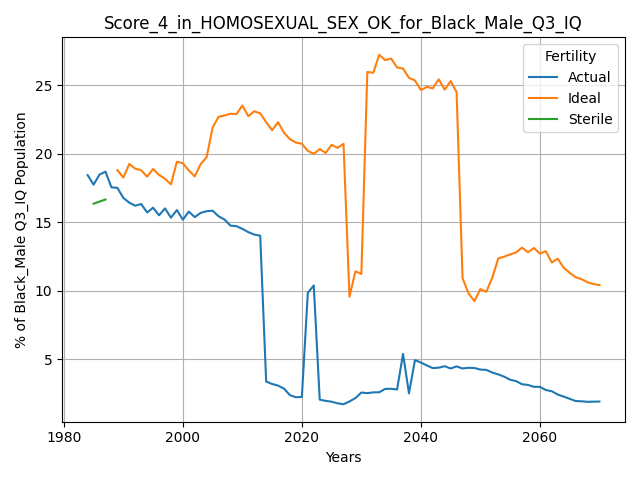 Score_4_in_HOMOSEXUAL_SEX_OK_for_Black_Male_Q3_IQ
Fertility
Actual
Ideal
Sterile
% of Black_Male Q3_IQ Population
25
20
15
10
5
1980
2000
2020
2040
2060
Years